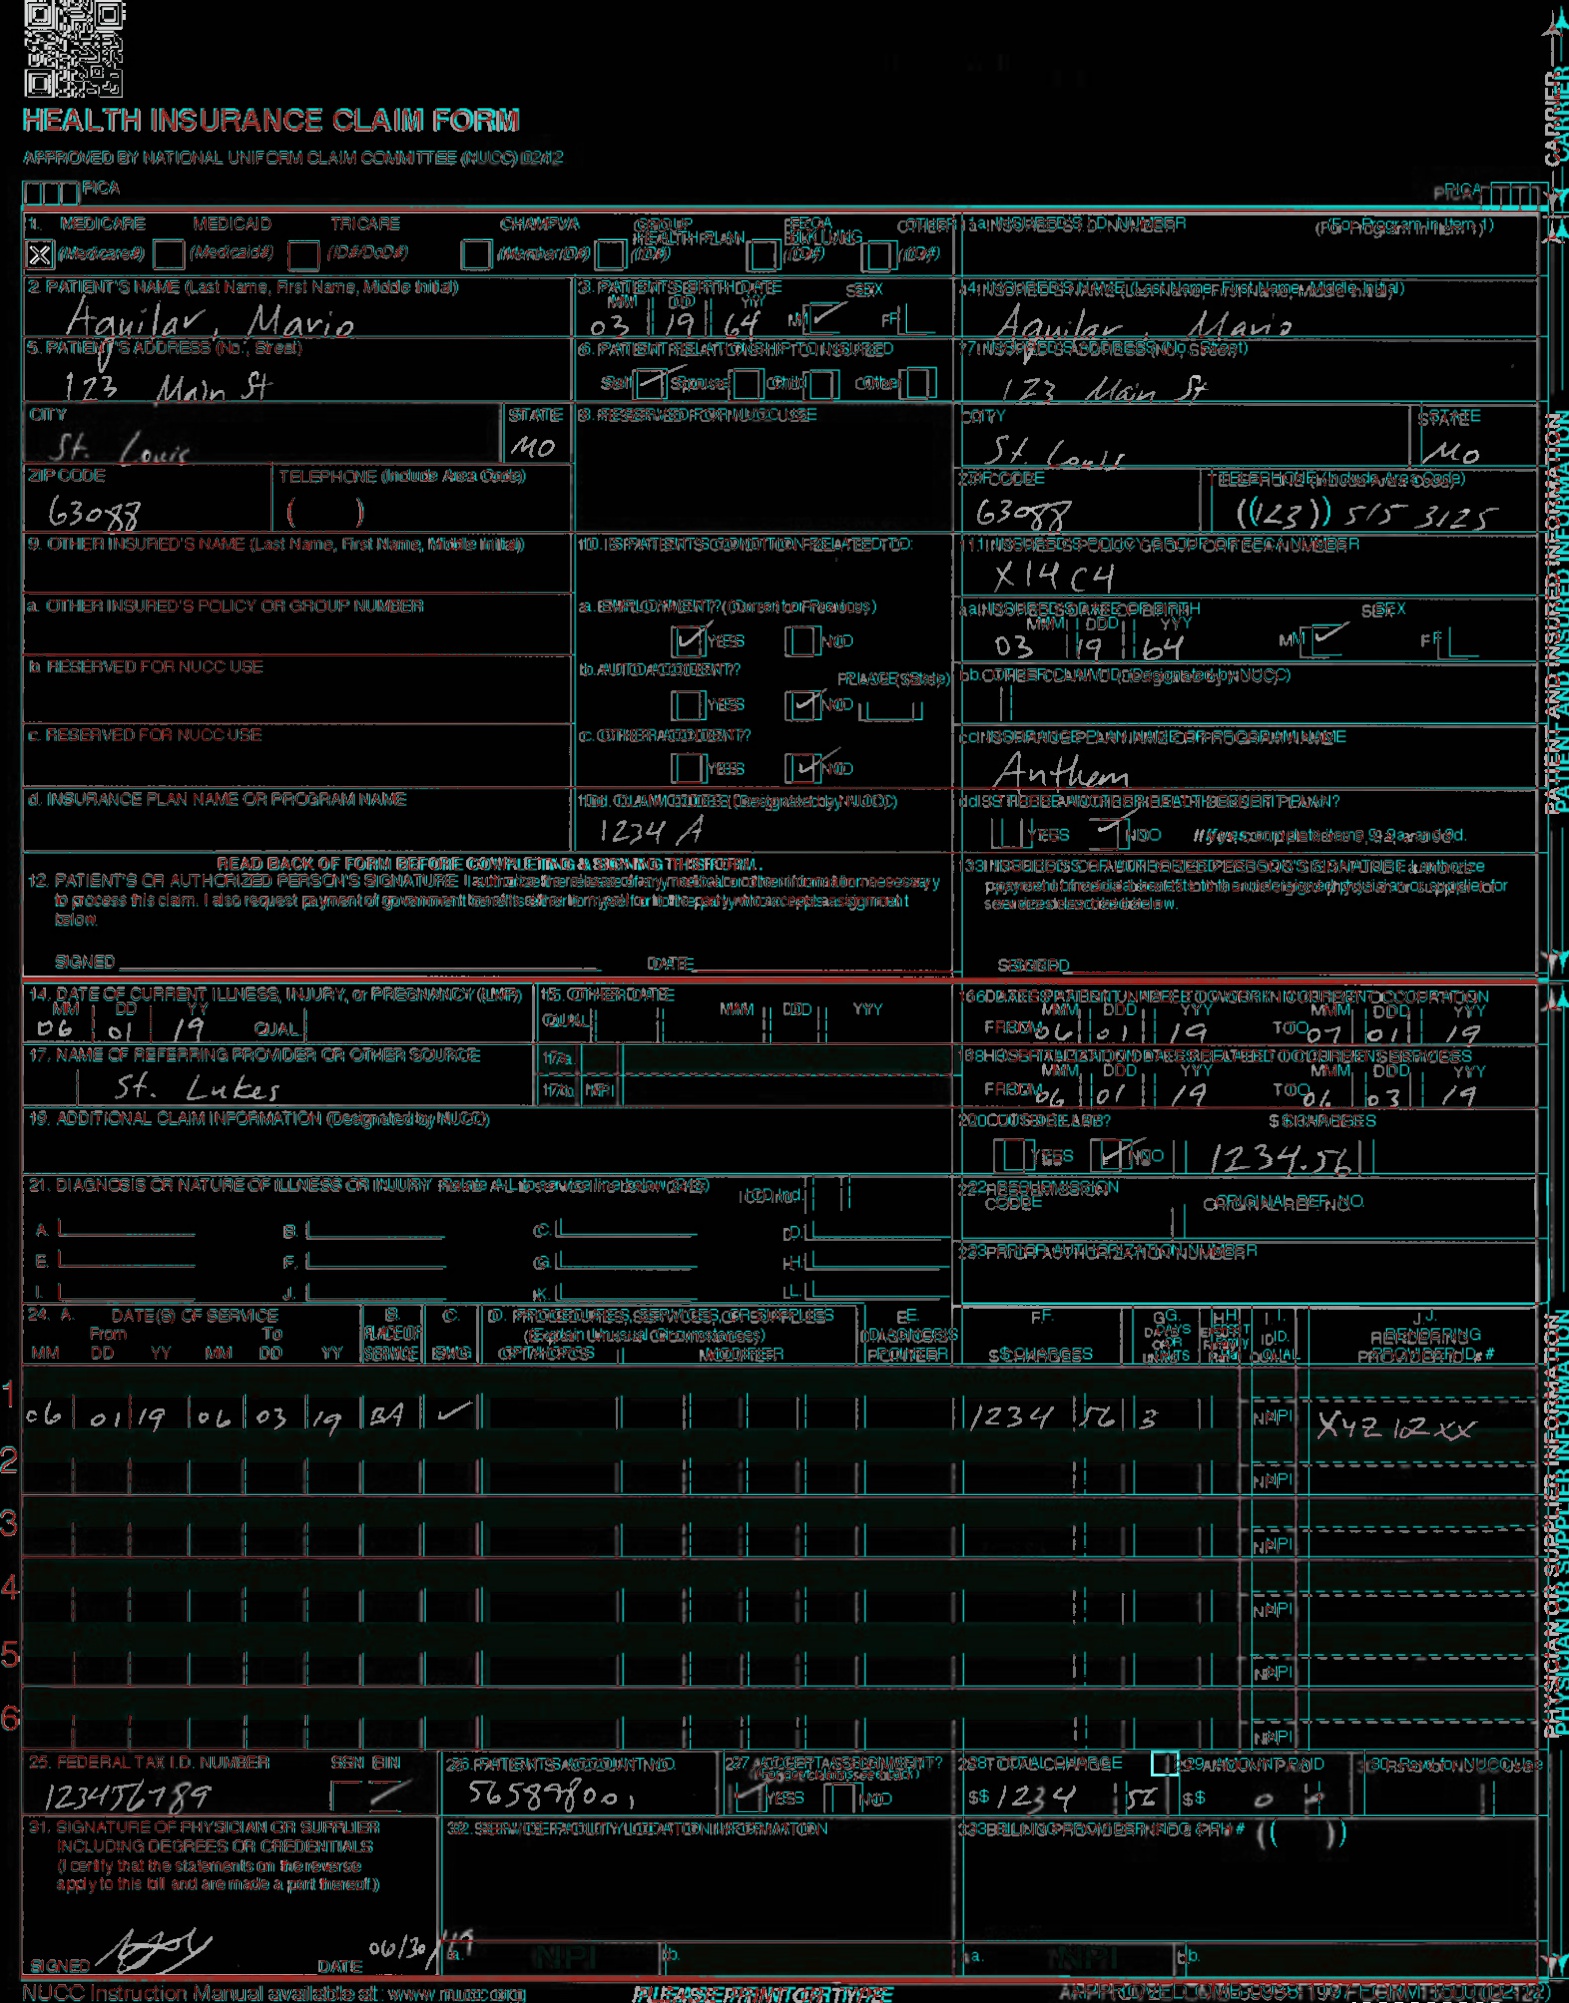 HEALTH INSURANCE CLAIM FORM
APPROVED BY NATIONAL UNIFORM CLAIM COMMITTEE (NUCC) 02/12
PICA PICA
CARRIER
1. MEDICARE MEDICAID TRICARE CHAMPVA GROUP HEALTH PLAN FECA BLK LUNG OTHER 1a. INSURED'S I.D. NUMBER (For Program in Item 1)
X (Medicare#) (Medicaid#) (ID#/DoD#) (Member ID#) (ID#) (ID#) (ID#)
2. PATIENT'S NAME (Last Name, First Name, Middle Initial) 3. PATIENT'S BIRTH DATE SEX 4. INSURED'S NAME (Last Name, First Name, Middle Initial)
MM DD YY
Aguilar, Mario 03 19 64 M ✓ F Aguilar, Mario
5. PATIENT'S ADDRESS (No., Street) 6. PATIENT RELATIONSHIP TO INSURED 7. INSURED'S ADDRESS (No., Street)
123 Main St Self ✓ Spouse Child Other 123 Main St
CITY STATE 8. RESERVED FOR NUCC USE CITY STATE
St. Louis MO St. Louis Mo
ZIP CODE TELEPHONE (Include Area Code) ZIP CODE TELEPHONE (Include Area Code)
63088 ( ) 63088 (123) 515 3125
9. OTHER INSURED'S NAME (Last Name, First Name, Middle Initial) 10. IS PATIENT'S CONDITION RELATED TO: 11. INSURED'S POLICY GROUP OR FECA NUMBER
X14C4
a. OTHER INSURED'S POLICY OR GROUP NUMBER a. EMPLOYMENT? (Current or Previous) a. INSURED'S DATE OF BIRTH SEX
MM DD YY
✓ YES NO 03 19 64 M ✓ F
b. RESERVED FOR NUCC USE b. AUTO ACCIDENT? PLACE (State) b. OTHER CLAIM ID (Designated by NUCC)
YES ✓ NO
c. RESERVED FOR NUCC USE c. OTHER ACCIDENT? c. INSURANCE PLAN NAME OR PROGRAM NAME
YES ✓ NO Anthem
d. INSURANCE PLAN NAME OR PROGRAM NAME 10d. CLAIM CODES (Designated by NUCC) d. IS THERE ANOTHER HEALTH BENEFIT PLAN?
1234 A YES ✓ NO If yes, complete items 9, 9a, and 9d.
PATIENT AND INSURED INFORMATION
READ BACK OF FORM BEFORE COMPLETING & SIGNING THIS FORM.
12. PATIENT'S OR AUTHORIZED PERSON'S SIGNATURE I authorize the release of any medical or other information necessary
to process this claim. I also request payment of government benefits either to myself or to the party who accepts assignment
below.
13. INSURED'S OR AUTHORIZED PERSON'S SIGNATURE I authorize
payment of medical benefits to the undersigned physician or supplier for
services described below.
SIGNED DATE SIGNED
14. DATE OF CURRENT ILLNESS, INJURY, or PREGNANCY (LMP) 15. OTHER DATE 16. DATES PATIENT UNABLE TO WORK IN CURRENT OCCUPATION
MM DD YY MM DD YY MM DD YY MM DD YY
06 01 19 QUAL. QUAL. FROM 06 01 19 TO 07 01 19
17. NAME OF REFERRING PROVIDER OR OTHER SOURCE 17a. 18. HOSPITALIZATION DATES RELATED TO CURRENT SERVICES
MM DD YY MM DD YY
St. Lukes 17b. NPI FROM 06 01 19 TO 06 03 19
19. ADDITIONAL CLAIM INFORMATION (Designated by NUCC) 20. OUTSIDE LAB? $ CHARGES
YES ✓ NO 1234.56
21. DIAGNOSIS OR NATURE OF ILLNESS OR INJURY Relate A-L to service line below (24E) ICD Ind. 22. RESUBMISSION CODE ORIGINAL REF. NO.
A. B. C. D.
E. F. G. H. 23. PRIOR AUTHORIZATION NUMBER
I. J. K. L.
24. A. DATE(S) OF SERVICE B. C. D. PROCEDURES, SERVICES, OR SUPPLIES E. F. G. H. I. J.
From To PLACE OF (Explain Unusual Circumstances) DIAGNOSIS DAYS OR EPSDT ID. RENDERING
MM DD YY MM DD YY SERVICE EMG CPT/HCPCS MODIFIER POINTER $ CHARGES UNITS QUAL. PROVIDER ID. #
1 06 01 19 06 03 19 BA ✓ 1234 56 3 NPI
2 NPI
3 NPI
4 NPI
5 NPI
6 NPI
PHYSICIAN OR SUPPLIER INFORMATION
25. FEDERAL TAX I.D. NUMBER SSN EIN 26. PATIENT'S ACCOUNT NO. 27. ACCEPT ASSIGNMENT? 28. TOTAL CHARGE 29. AMOUNT PAID 30. Rsvd for NUCC Use
(For govt. claims, see back)
123456789 ✓ ✓ YES NO $ 1234 56 $ 0
31. SIGNATURE OF PHYSICIAN OR SUPPLIER 32. SERVICE FACILITY LOCATION INFORMATION 33. BILLING PROVIDER INFO & PH # ( )
INCLUDING DEGREES OR CREDENTIALS
(I certify that the statements on the reverse
apply to this bill and are made a part thereof.)
SIGNED DATE 06/30/19 a. NPI b. a. NPI b.
NUCC Instruction Manual available at: www.nucc.org PLEASE PRINT OR TYPE